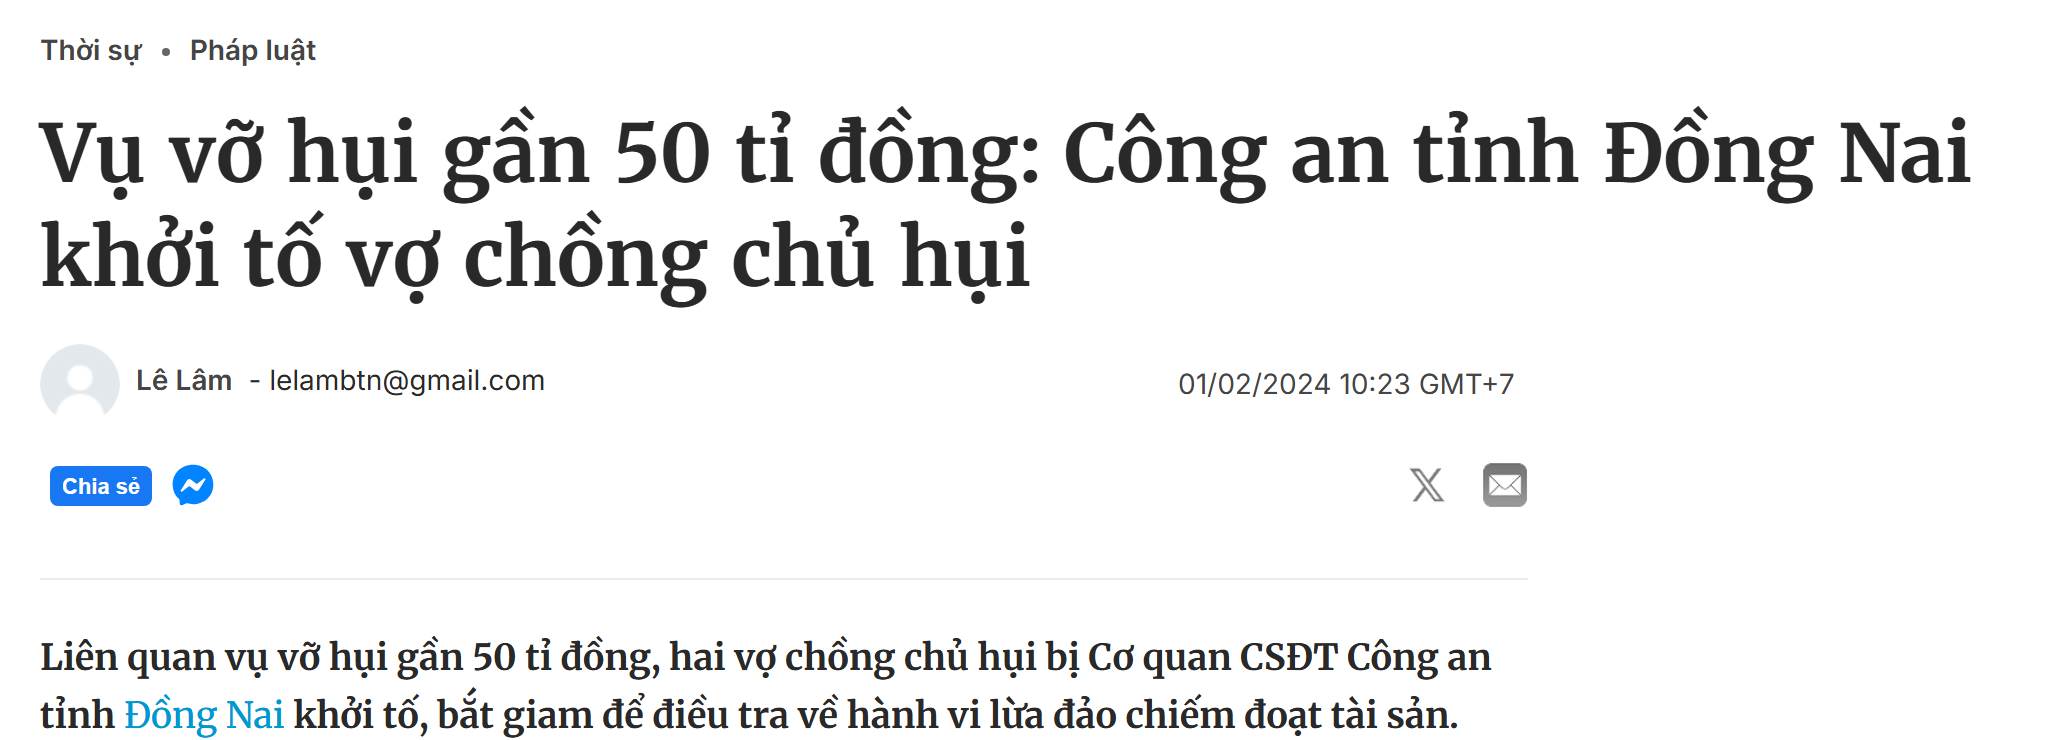 Thời sự • Pháp luật
Vụ vỡ hụi gần 50 tỉ đồng: Công an tỉnh Đồng Nai
khởi tố vợ chồng chủ hụi
Lê Lâm - lelambtn@gmail.com
01/02/2024 10:23 GMT+7
Chia sẻ
Liên quan vụ vỡ hụi gần 50 tỉ đồng, hai vợ chồng chủ hụi bị Cơ quan CSĐT Công an
tỉnh Đồng Nai khởi tố, bắt giam để điều tra về hành vi lừa đảo chiếm đoạt tài sản.